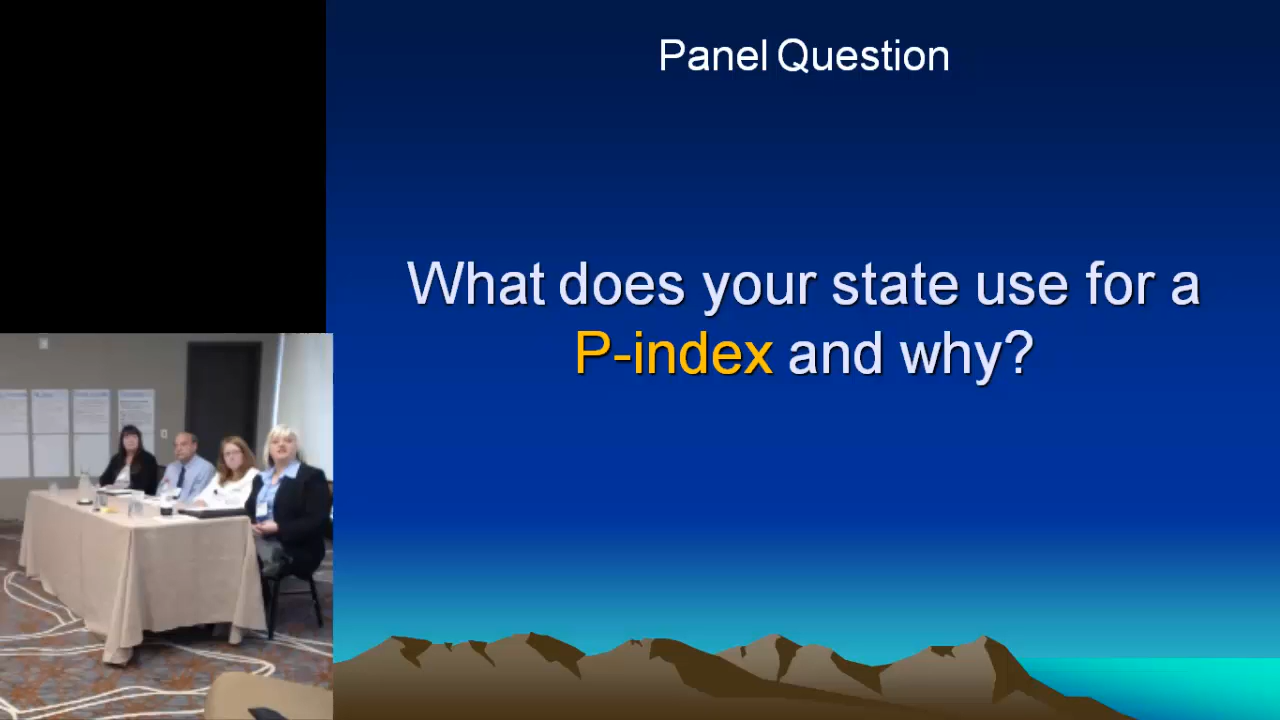 Panel Question
What does your state use for a
P-index and why?